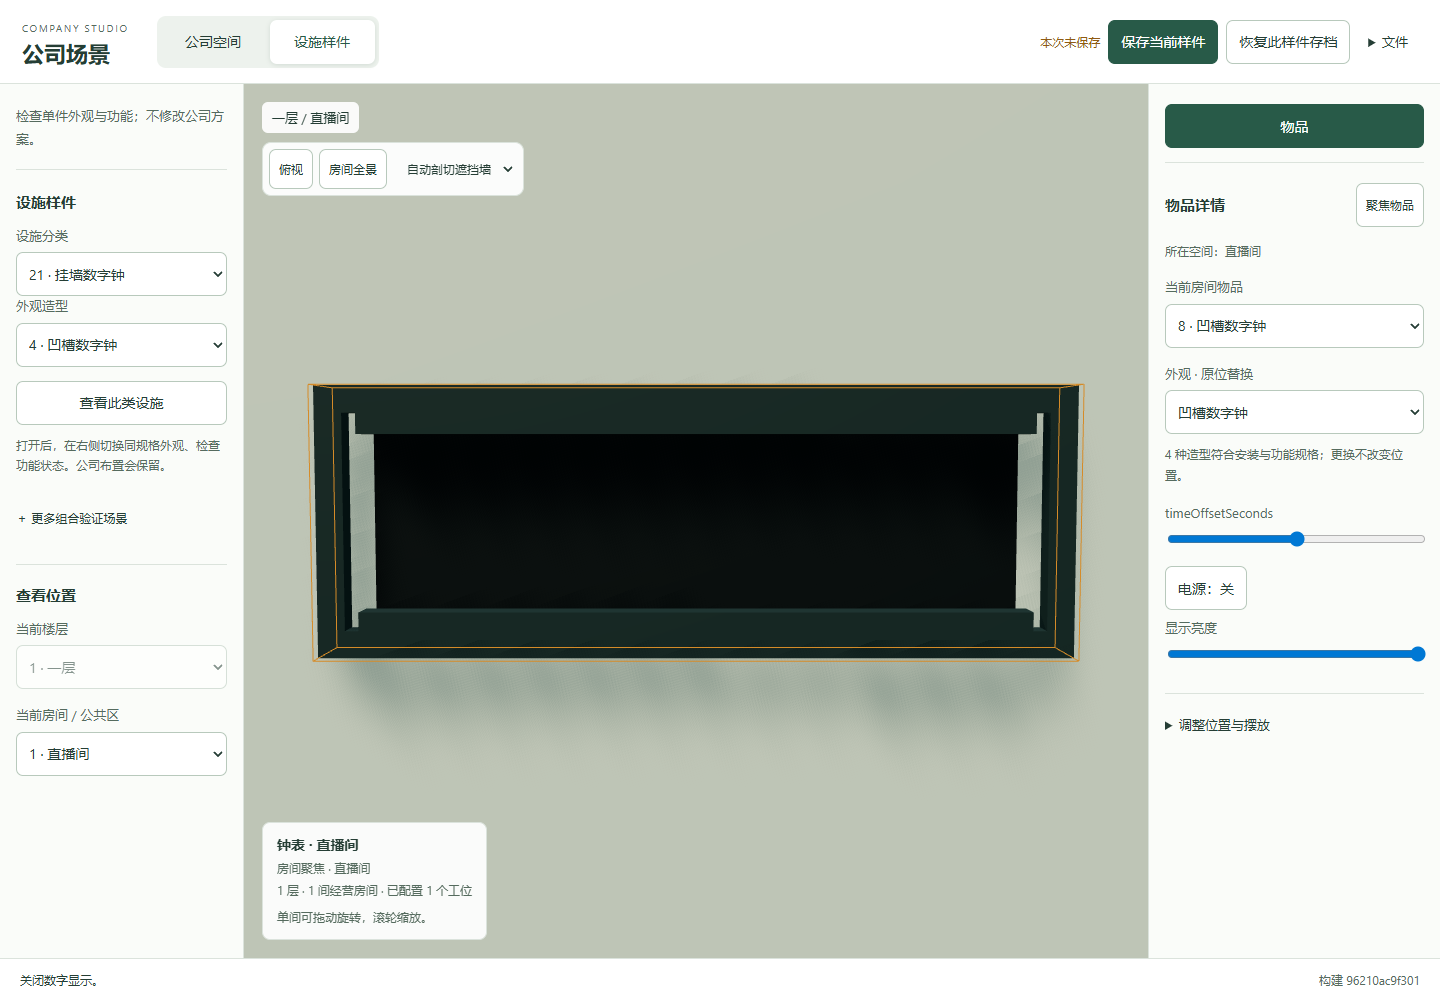 COMPANY STUDIO
公司场景
公司空间
设施样件
本次未保存
保存当前样件
恢复此样件存档
▶ 文件
检查单件外观与功能；不修改公司方案。
设施样件
设施分类
21 · 挂墙数字钟
外观造型
4 · 凹槽数字钟
查看此类设施
打开后，在右侧切换同规格外观、检查
功能状态。公司布置会保留。
+ 更多组合验证场景
查看位置
当前楼层
1 · 一层
当前房间 / 公共区
1 · 直播间
一层 / 直播间
俯视
房间全景
自动剖切遮挡墙
钟表 · 直播间
房间聚焦 · 直播间
1 层 · 1 间经营房间 · 已配置 1 个工位
单间可拖动旋转，滚轮缩放。
物品
物品详情
聚焦物品
所在空间：直播间
当前房间物品
8 · 凹槽数字钟
外观 · 原位替换
凹槽数字钟
4 种造型符合安装与功能规格；更换不改变位
置。
timeOffsetSeconds
电源：关
显示亮度
▶ 调整位置与摆放
关闭数字显示。
构建 96210ac9f301